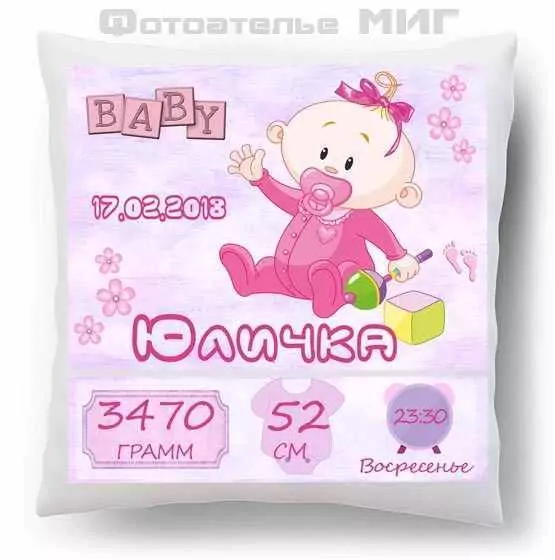 Фотоателье МИГ
BABY
17.02.2018
Юличка
3470
ГРАММ
52
СМ
23:30
Восресенье